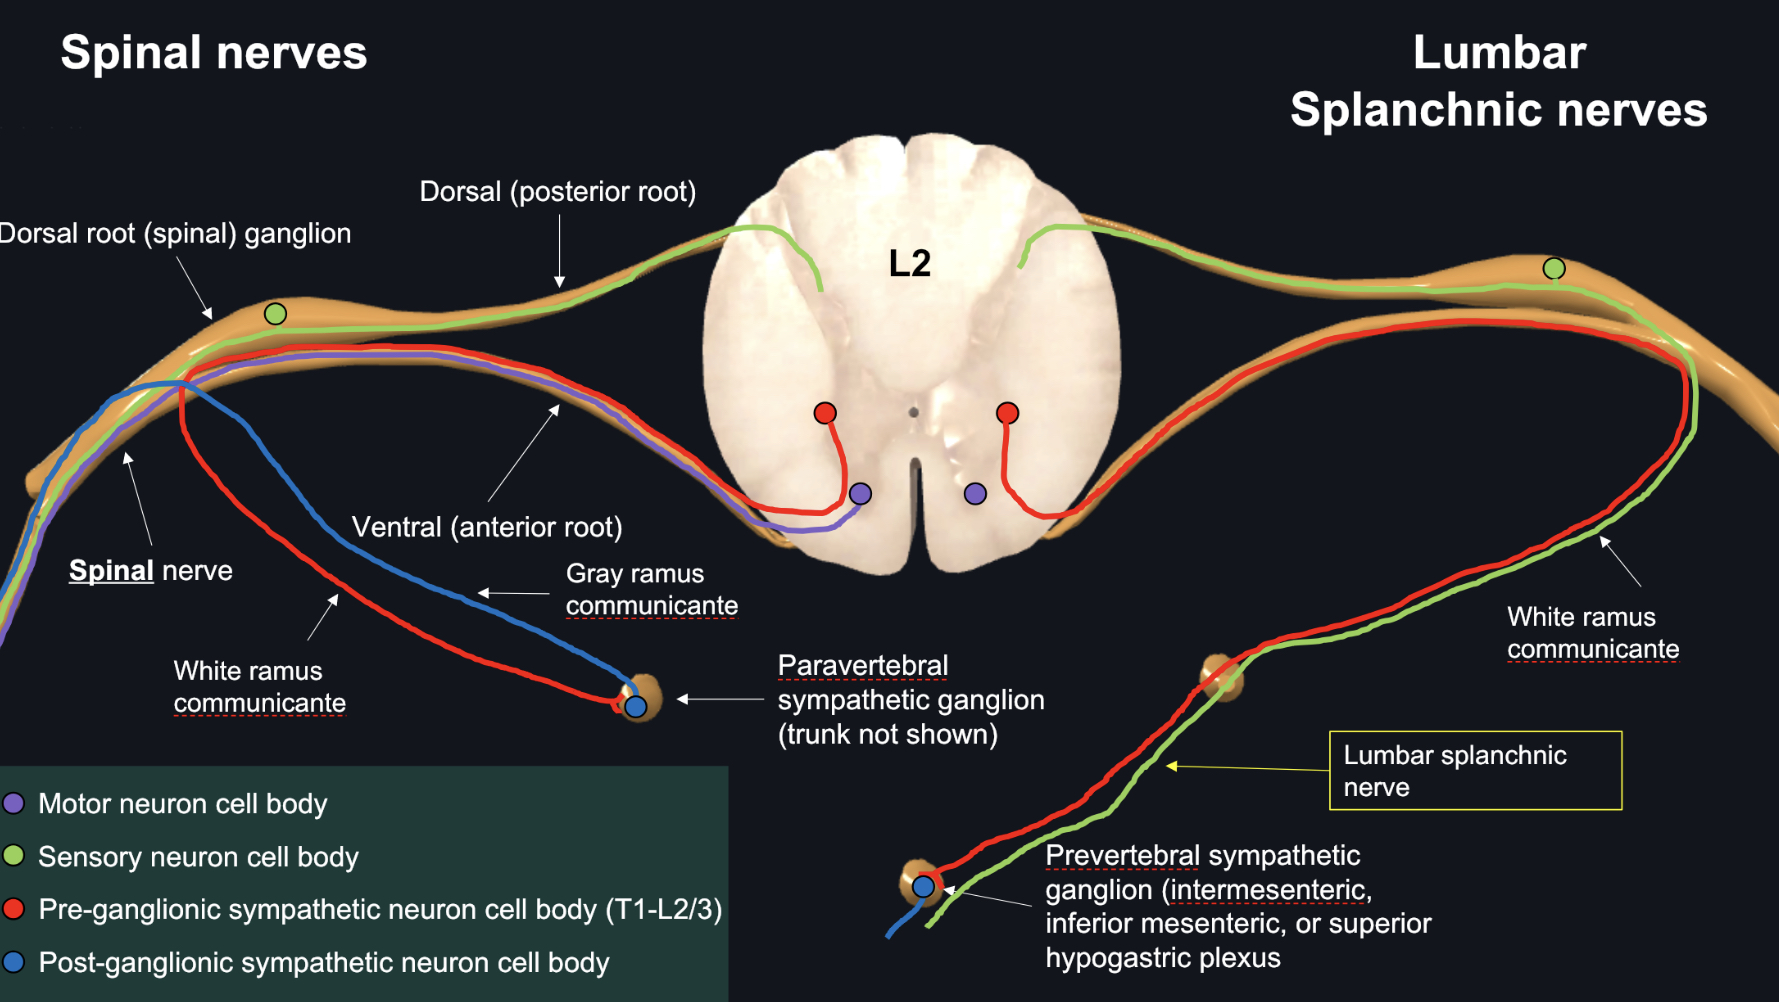 Spinal nerves
Lumbar
Splanchnic nerves
Dorsal (posterior root)
Dorsal root (spinal) ganglion
L2
Ventral (anterior root)
Spinal nerve
Gray ramus
communicante
White ramus
communicante
White ramus
communicante
Paravertebral
sympathetic ganglion
(trunk not shown)
Lumbar splanchnic
nerve
Prevertebral sympathetic
ganglion (intermesenteric,
inferior mesenteric, or superior
hypogastric plexus
Motor neuron cell body
Sensory neuron cell body
Pre-ganglionic sympathetic neuron cell body (T1-L2/3)
Post-ganglionic sympathetic neuron cell body